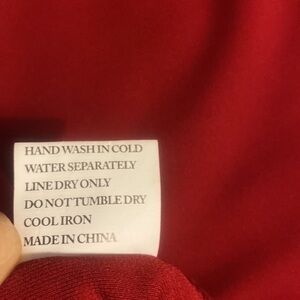 HAND WASH IN COLD
WATER SEPARATELY
LINE DRY ONLY
DO NOT TUMBLE DRY
COOL IRON
MADE IN CHINA